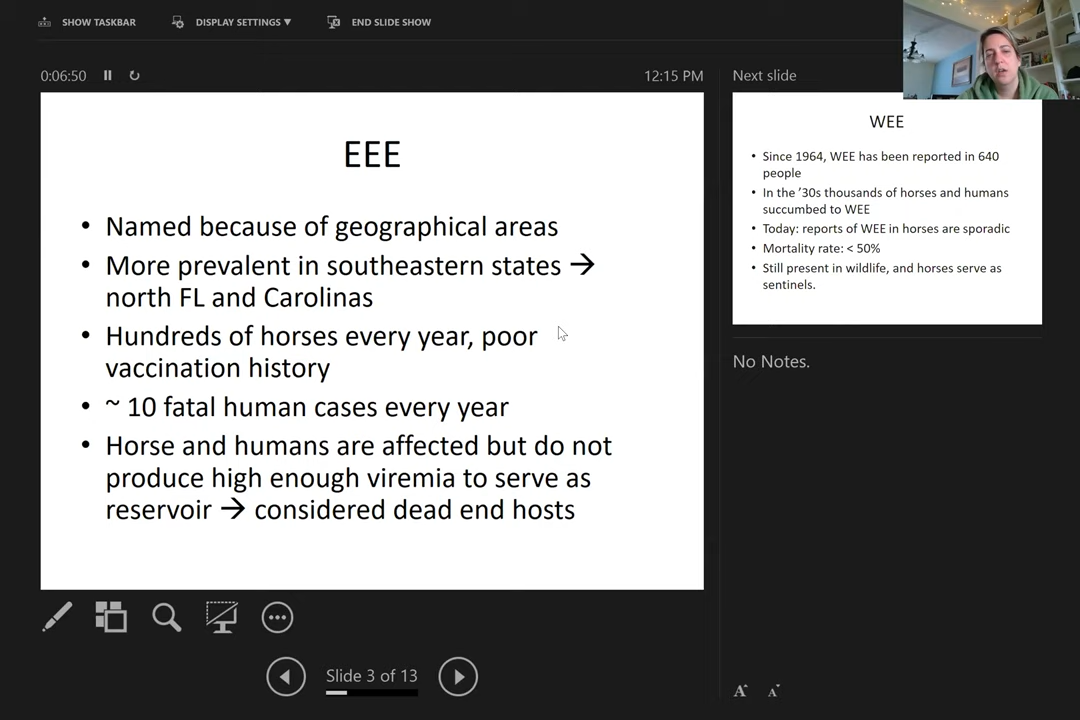 SHOW TASKBAR
DISPLAY SETTINGS ▼
END SLIDE SHOW
0:06:50
12:15 PM
Next slide
EEE
• Named because of geographical areas
• More prevalent in southeastern states →
north FL and Carolinas
• Hundreds of horses every year, poor
vaccination history
• ~ 10 fatal human cases every year
• Horse and humans are affected but do not
produce high enough viremia to serve as
reservoir → considered dead end hosts
WEE
• Since 1964, WEE has been reported in 640
people
• In the ’30s thousands of horses and humans
succumbed to WEE
• Today: reports of WEE in horses are sporadic
• Mortality rate: < 50%
• Still present in wildlife, and horses serve as
sentinels.
No Notes.
Slide 3 of 13
A A